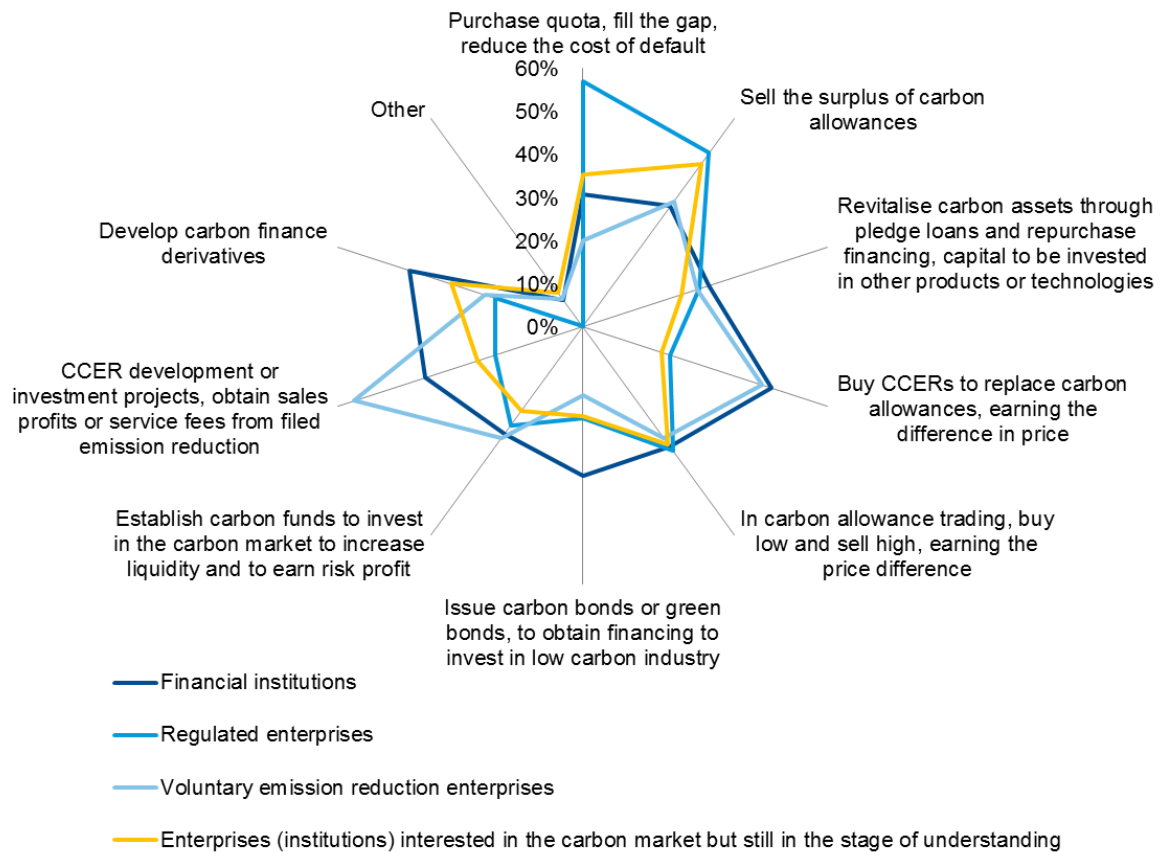 Purchase quota, fill the gap,
reduce the cost of default
60%
50%
40%
30%
20%
10%
0%
Sell the surplus of carbon
allowances
Revitalise carbon assets through
pledge loans and repurchase
financing, capital to be invested
in other products or technologies
Buy CCERs to replace carbon
allowances, earning the
difference in price
In carbon allowance trading, buy
low and sell high, earning the
price difference
Issue carbon bonds or green
bonds, to obtain financing to
invest in low carbon industry
Establish carbon funds to invest
in the carbon market to increase
liquidity and to earn risk profit
CCER development or
investment projects, obtain sales
profits or service fees from filed
emission reduction
Develop carbon finance
derivatives
Other
Financial institutions
Regulated enterprises
Voluntary emission reduction enterprises
Enterprises (institutions) interested in the carbon market but still in the stage of understanding